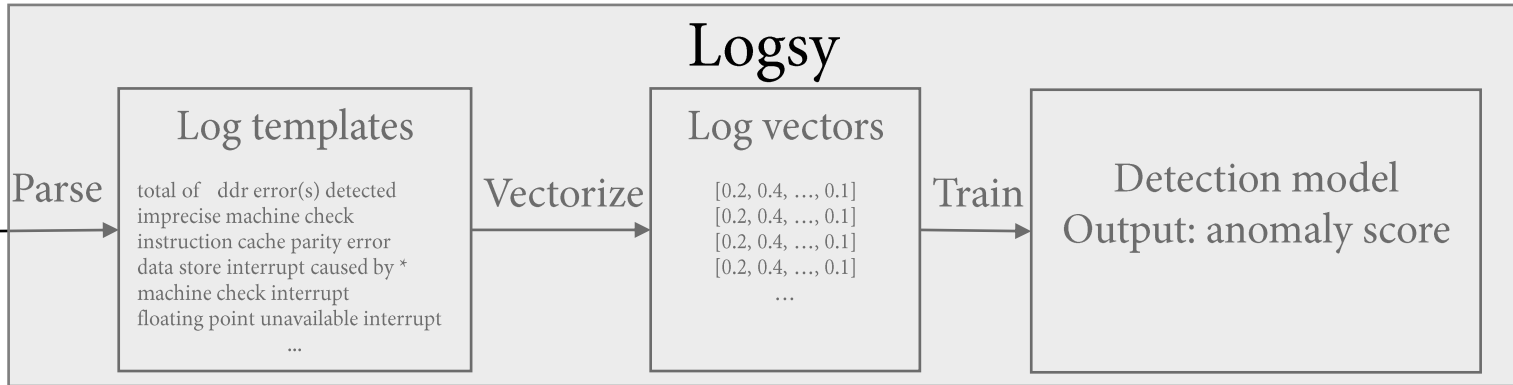 Logsy
Parse
Log templates
total of ddr error(s) detected
imprecise machine check
instruction cache parity error
data store interrupt caused by *
machine check interrupt
floating point unavailable interrupt
...
Vectorize
Log vectors
[0.2, 0.4, …, 0.1]
[0.2, 0.4, …, 0.1]
[0.2, 0.4, …, 0.1]
[0.2, 0.4, …, 0.1]
…
Train
Detection model
Output: anomaly score